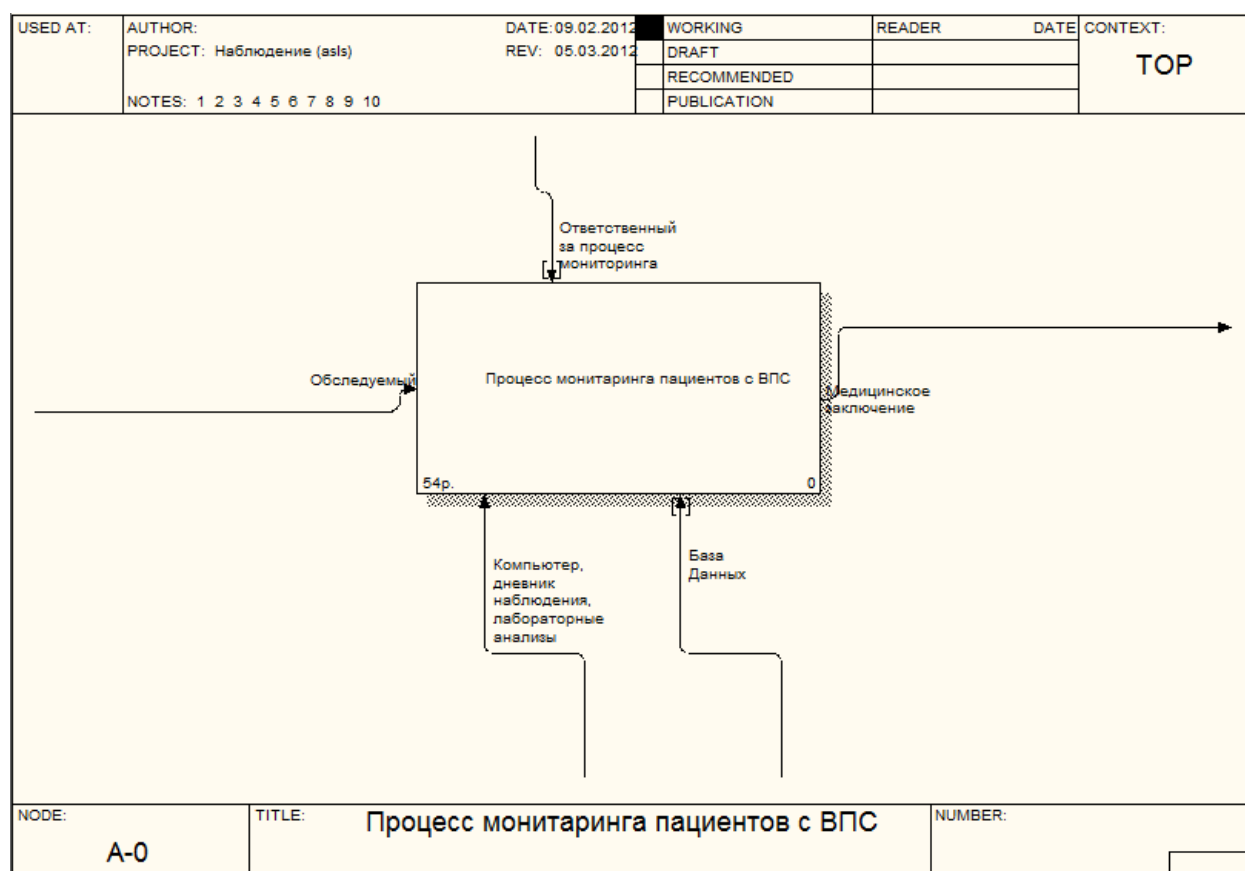 USED AT:
AUTHOR:
DATE: 09.02.2012
PROJECT: Наблюдение (asls)
REV: 05.03.2012
NOTES: 1 2 3 4 5 6 7 8 9 10
WORKING
DRAFT
RECOMMENDED
PUBLICATION
READER
DATE
CONTEXT:
TOP
Ответственный
за процесс
мониторинга
Обследуемый
Процесс монитаринга пациентов с ВПС
Медицинское
заключение
54р.
0
Компьютер,
дневник
наблюдения,
лабораторные
анализы
База
Данных
NODE:
A-0
TITLE:
Процесс монитаринга пациентов с ВПС
NUMBER: